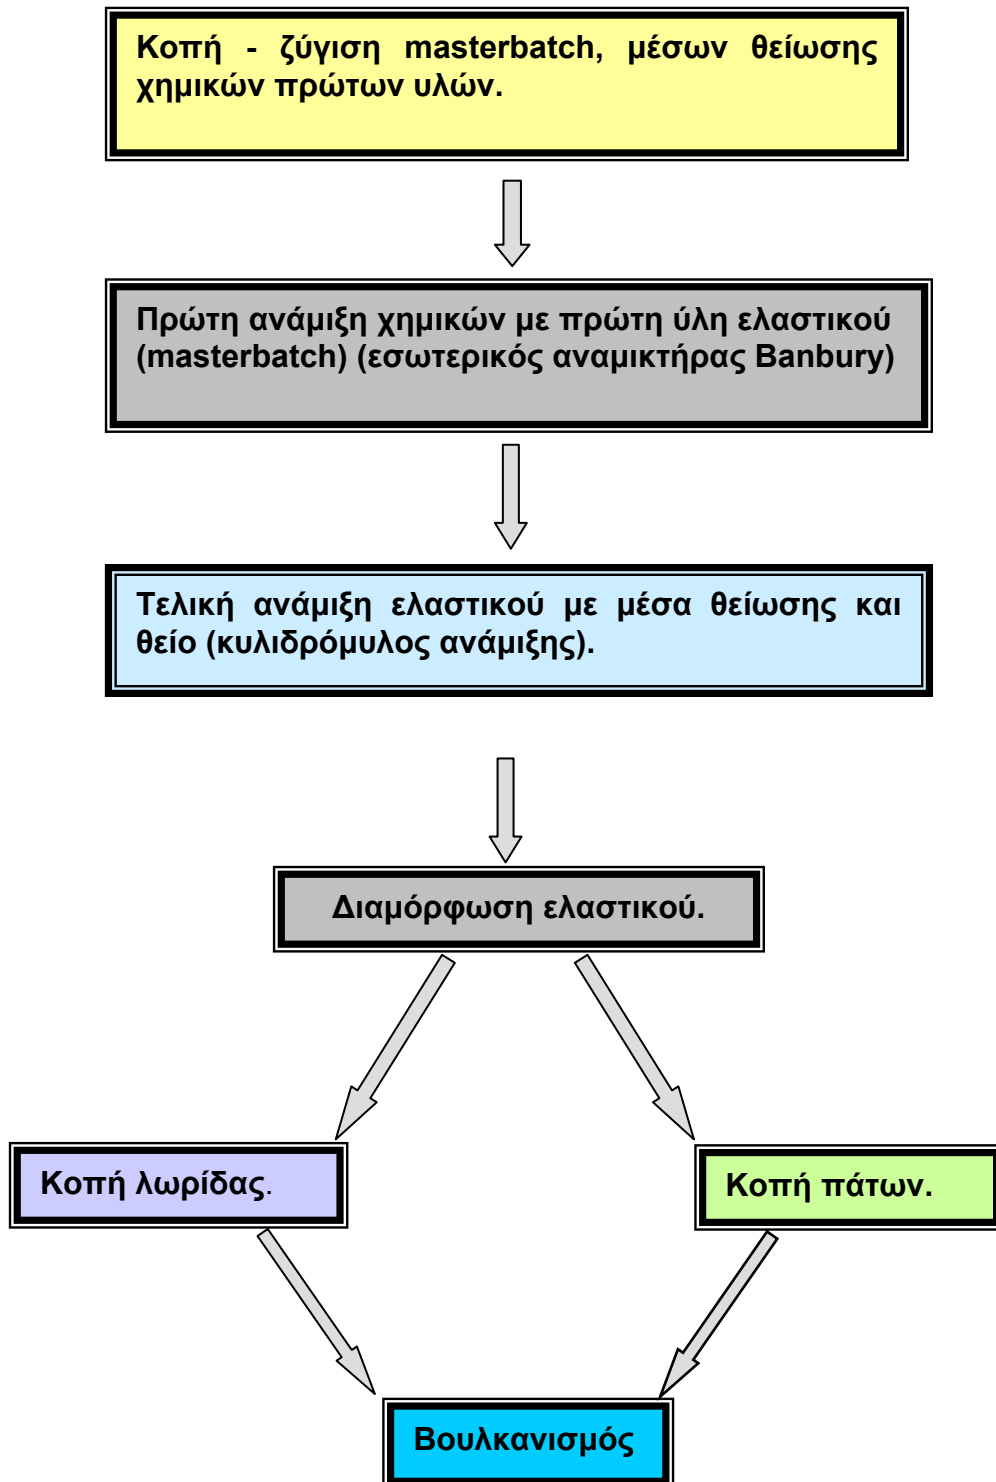 Κοπή - ζύγιση masterbatch, μέσων θείωσης
χημικών πρώτων υλών.
Πρώτη ανάμιξη χημικών με πρώτη ύλη ελαστικού
(masterbatch) (εσωτερικός αναμικτήρας Banbury)
Τελική ανάμιξη ελαστικού με μέσα θείωσης και
θείο (κυλιδρόμυλος ανάμιξης).
Διαμόρφωση ελαστικού.
Κοπή λωρίδας.
Κοπή πάτων.
Βουλκανισμός